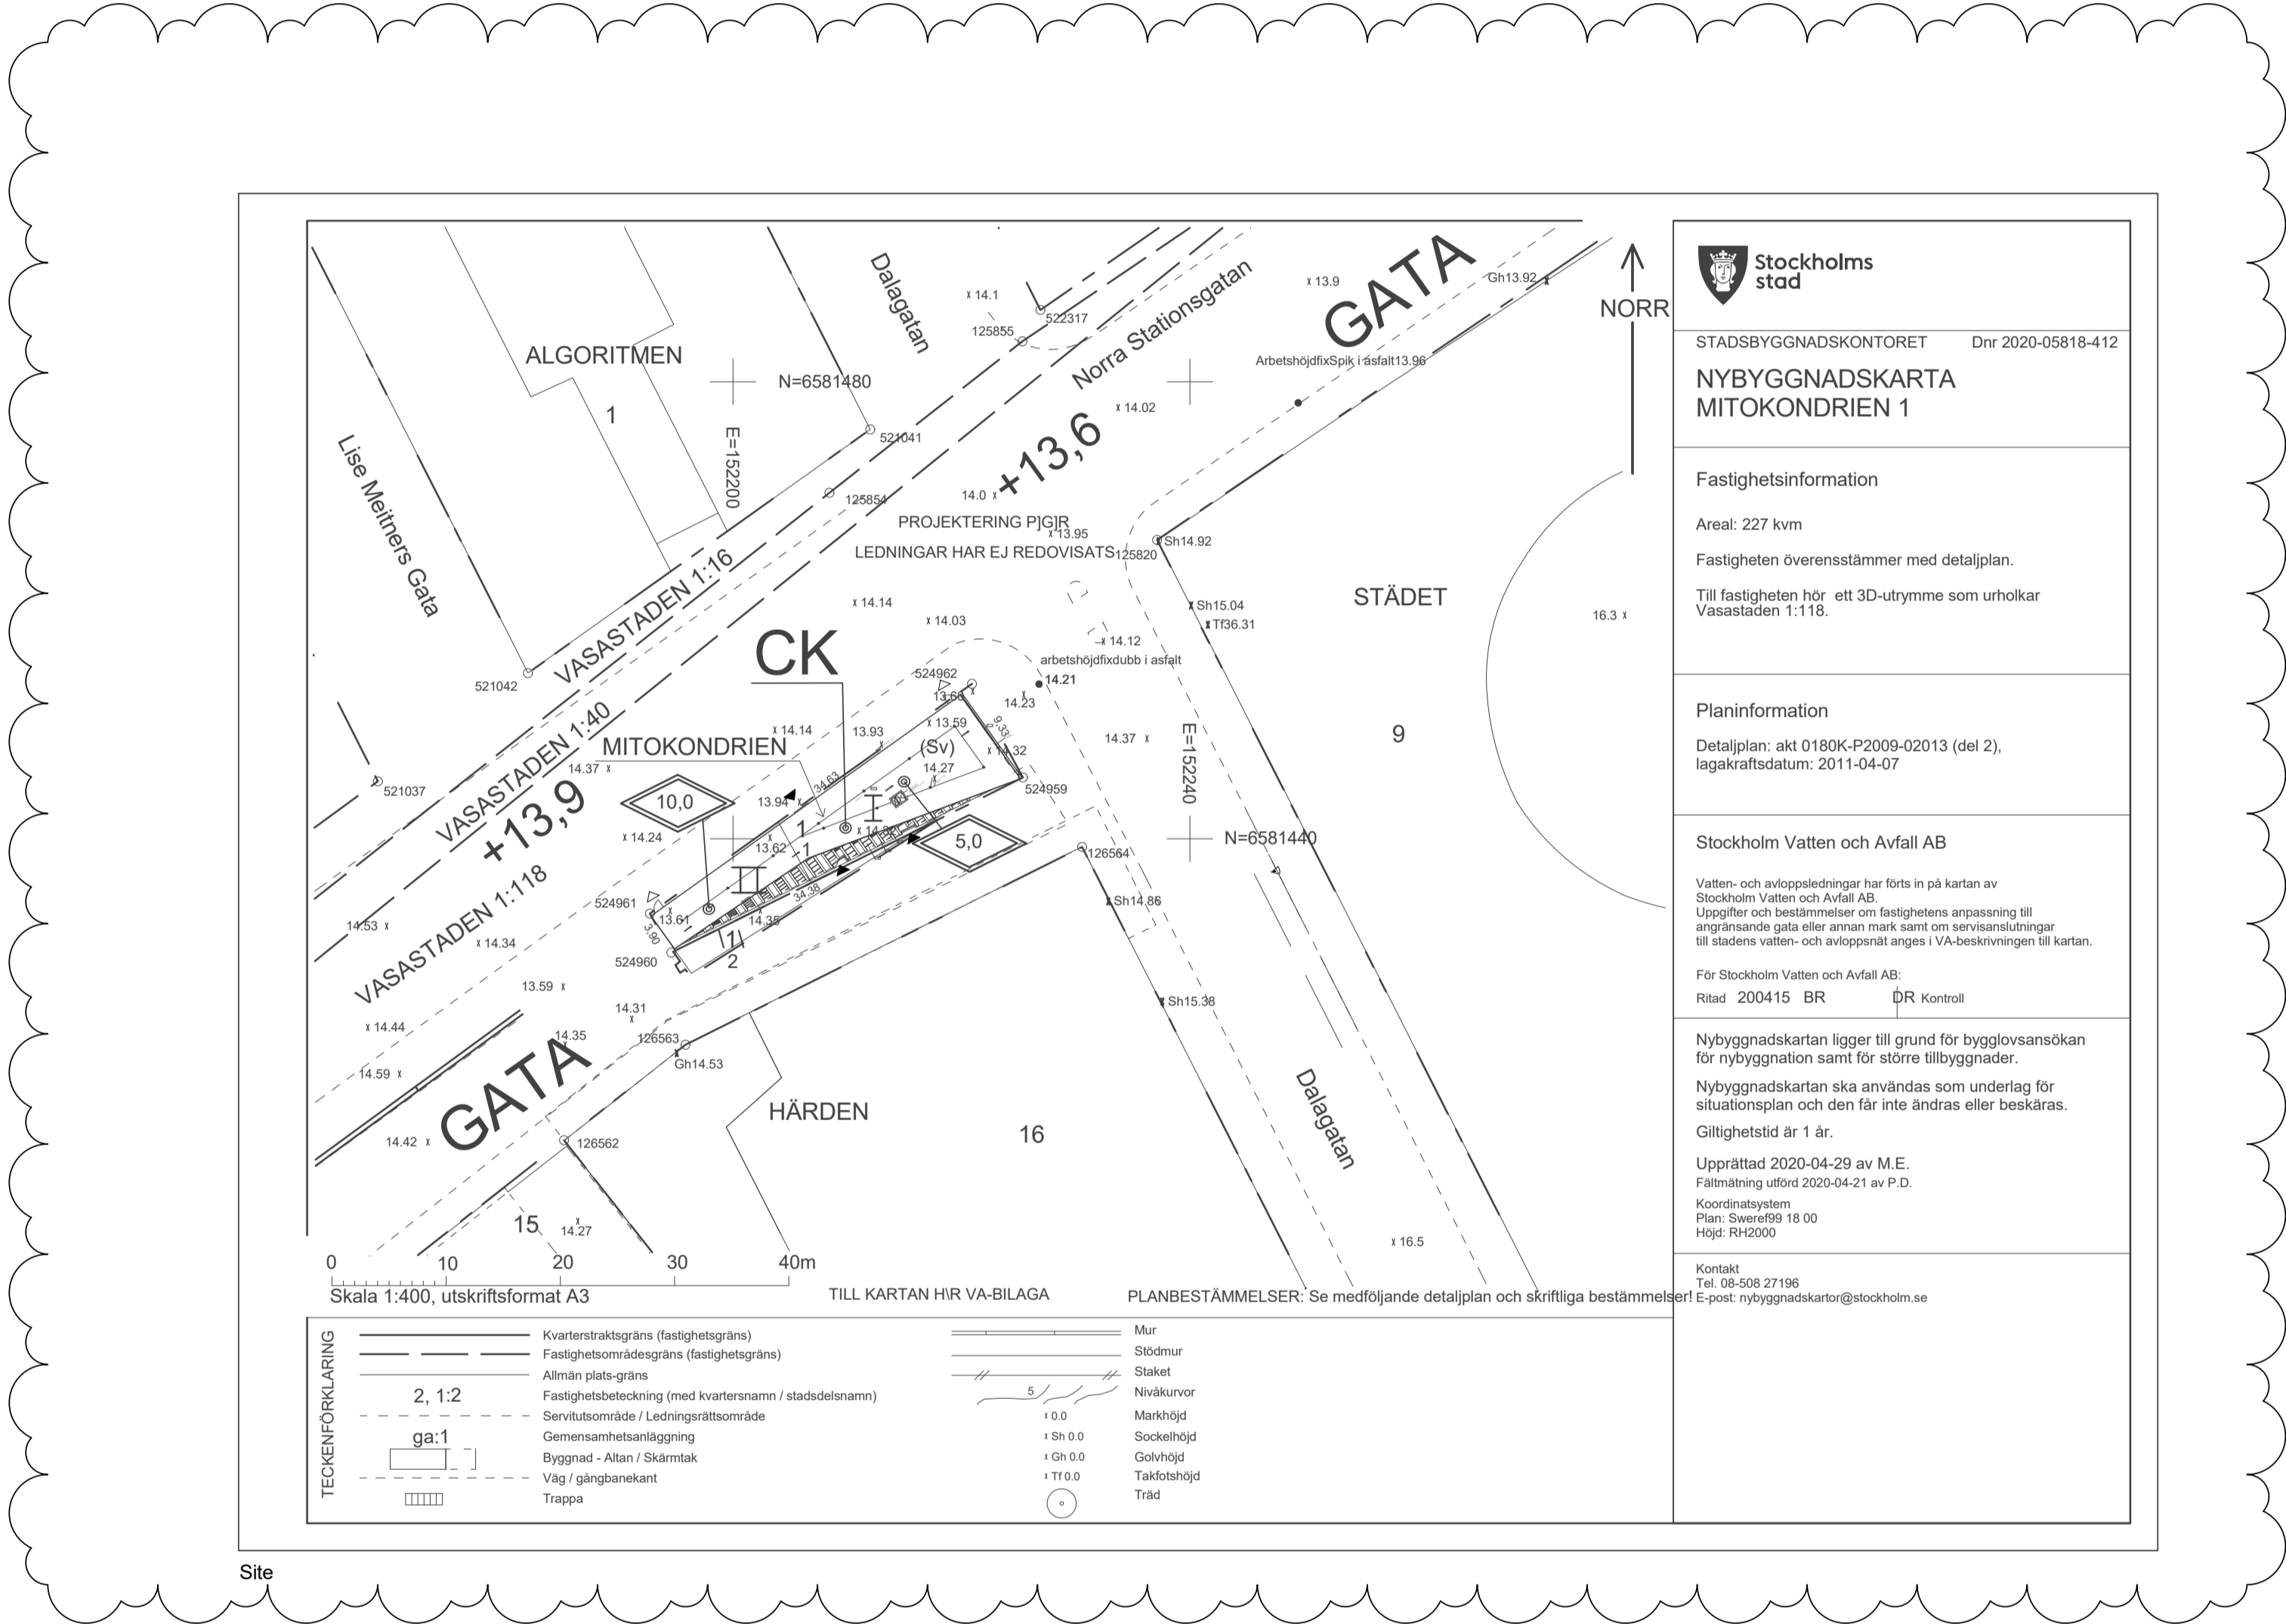 Dalagatan
x 14.1
522317
125855
Norra Stationsgatan
x 13.9
GATA
Gh13.92
NORR
ALGORITMEN
1
N=6581480
ArbetshöjdfixSpik i asfalt13.96
x 14.02
Lise Meitners Gata
E=152200
521041
125854
+13,6
14.0 x
PROJEKTERING P]G]R
x 13.95
LEDNINGAR HAR EJ REDOVISATS
125820
Sh14.92
VASASTADEN 1:16
x 14.14
x 14.03
Sh15.04
Tf36.31
STÄDET
16.3 x
CK
x 14.12
arbetshöjdfixdubb i asfalt
14.21
521042
524962
13.66
14.23
VASASTADEN 1:40
x 14.14
13.93
x 13.59
9,33
14.37 x
E=152240
9
MITOKONDRIEN
(Sv)
x 14.32
14.37 x
14.27
521037
34,63
524959
10,0
13.94 x
I
+13,9
x 14.24
1
13.62
1
5,0
N=6581440
126564
VASASTADEN 1:118
II
34,38
Sh14.86
524961
13.61
14.35
14.53 x
3,90
x 14.34
1
2
524960
13.59 x
Sh15.38
14.31
x 14.44
14.35
126563
Gh14.53
14.59 x
GATA
HÄRDEN
Dalagatan
14.42 x
126562
16
15
14.27
x 16.5
0 10 20 30 40m
Skala 1:400, utskriftsformat A3
TILL KARTAN H\R VA-BILAGA
PLANBESTÄMMELSER: Se medföljande detaljplan och skriftliga bestämmelser!
Stockholms
stad
STADSBYGGNADSKONTORET Dnr 2020-05818-412
NYBYGGNADSKARTA
MITOKONDRIEN 1
Fastighetsinformation
Areal: 227 kvm
Fastigheten överensstämmer med detaljplan.
Till fastigheten hör ett 3D-utrymme som urholkar
Vasastaden 1:118.
Planinformation
Detaljplan: akt 0180K-P2009-02013 (del 2),
lagakraftsdatum: 2011-04-07
Stockholm Vatten och Avfall AB
Vatten- och avloppsledningar har förts in på kartan av
Stockholm Vatten och Avfall AB.
Uppgifter och bestämmelser om fastighetens anpassning till
angränsande gata eller annan mark samt om servisanslutningar
till stadens vatten- och avloppsnät anges i VA-beskrivningen till kartan.
För Stockholm Vatten och Avfall AB:
Ritad 200415 BR DR Kontroll
Nybyggnadskartan ligger till grund för bygglovsansökan
för nybyggnation samt för större tillbyggnader.
Nybyggnadskartan ska användas som underlag för
situationsplan och den får inte ändras eller beskäras.
Giltighetstid är 1 år.
Upprättad 2020-04-29 av M.E.
Fältmätning utförd 2020-04-21 av P.D.
Koordinatsystem
Plan: Sweref99 18 00
Höjd: RH2000
Kontakt
Tel. 08-508 27196
E-post: nybyggnadskartor@stockholm.se
TECKENFÖRKLARING
Kvarterstraktsgräns (fastighetsgräns)
Fastighetsområdesgräns (fastighetsgräns)
Allmän plats-gräns
2, 1:2 Fastighetsbeteckning (med kvartersnamn / stadsdelsnamn)
Servitutsområde / Ledningsrättsområde
ga:1 Gemensamhetsanläggning
Byggnad - Altan / Skärmtak
Väg / gångbanekant
Trappa
Mur
Stödmur
Staket
5 Nivåkurvor
x 0.0 Markhöjd
x Sh 0.0 Sockelhöjd
x Gh 0.0 Golvhöjd
x Tf 0.0 Takfotshöjd
Träd
Site